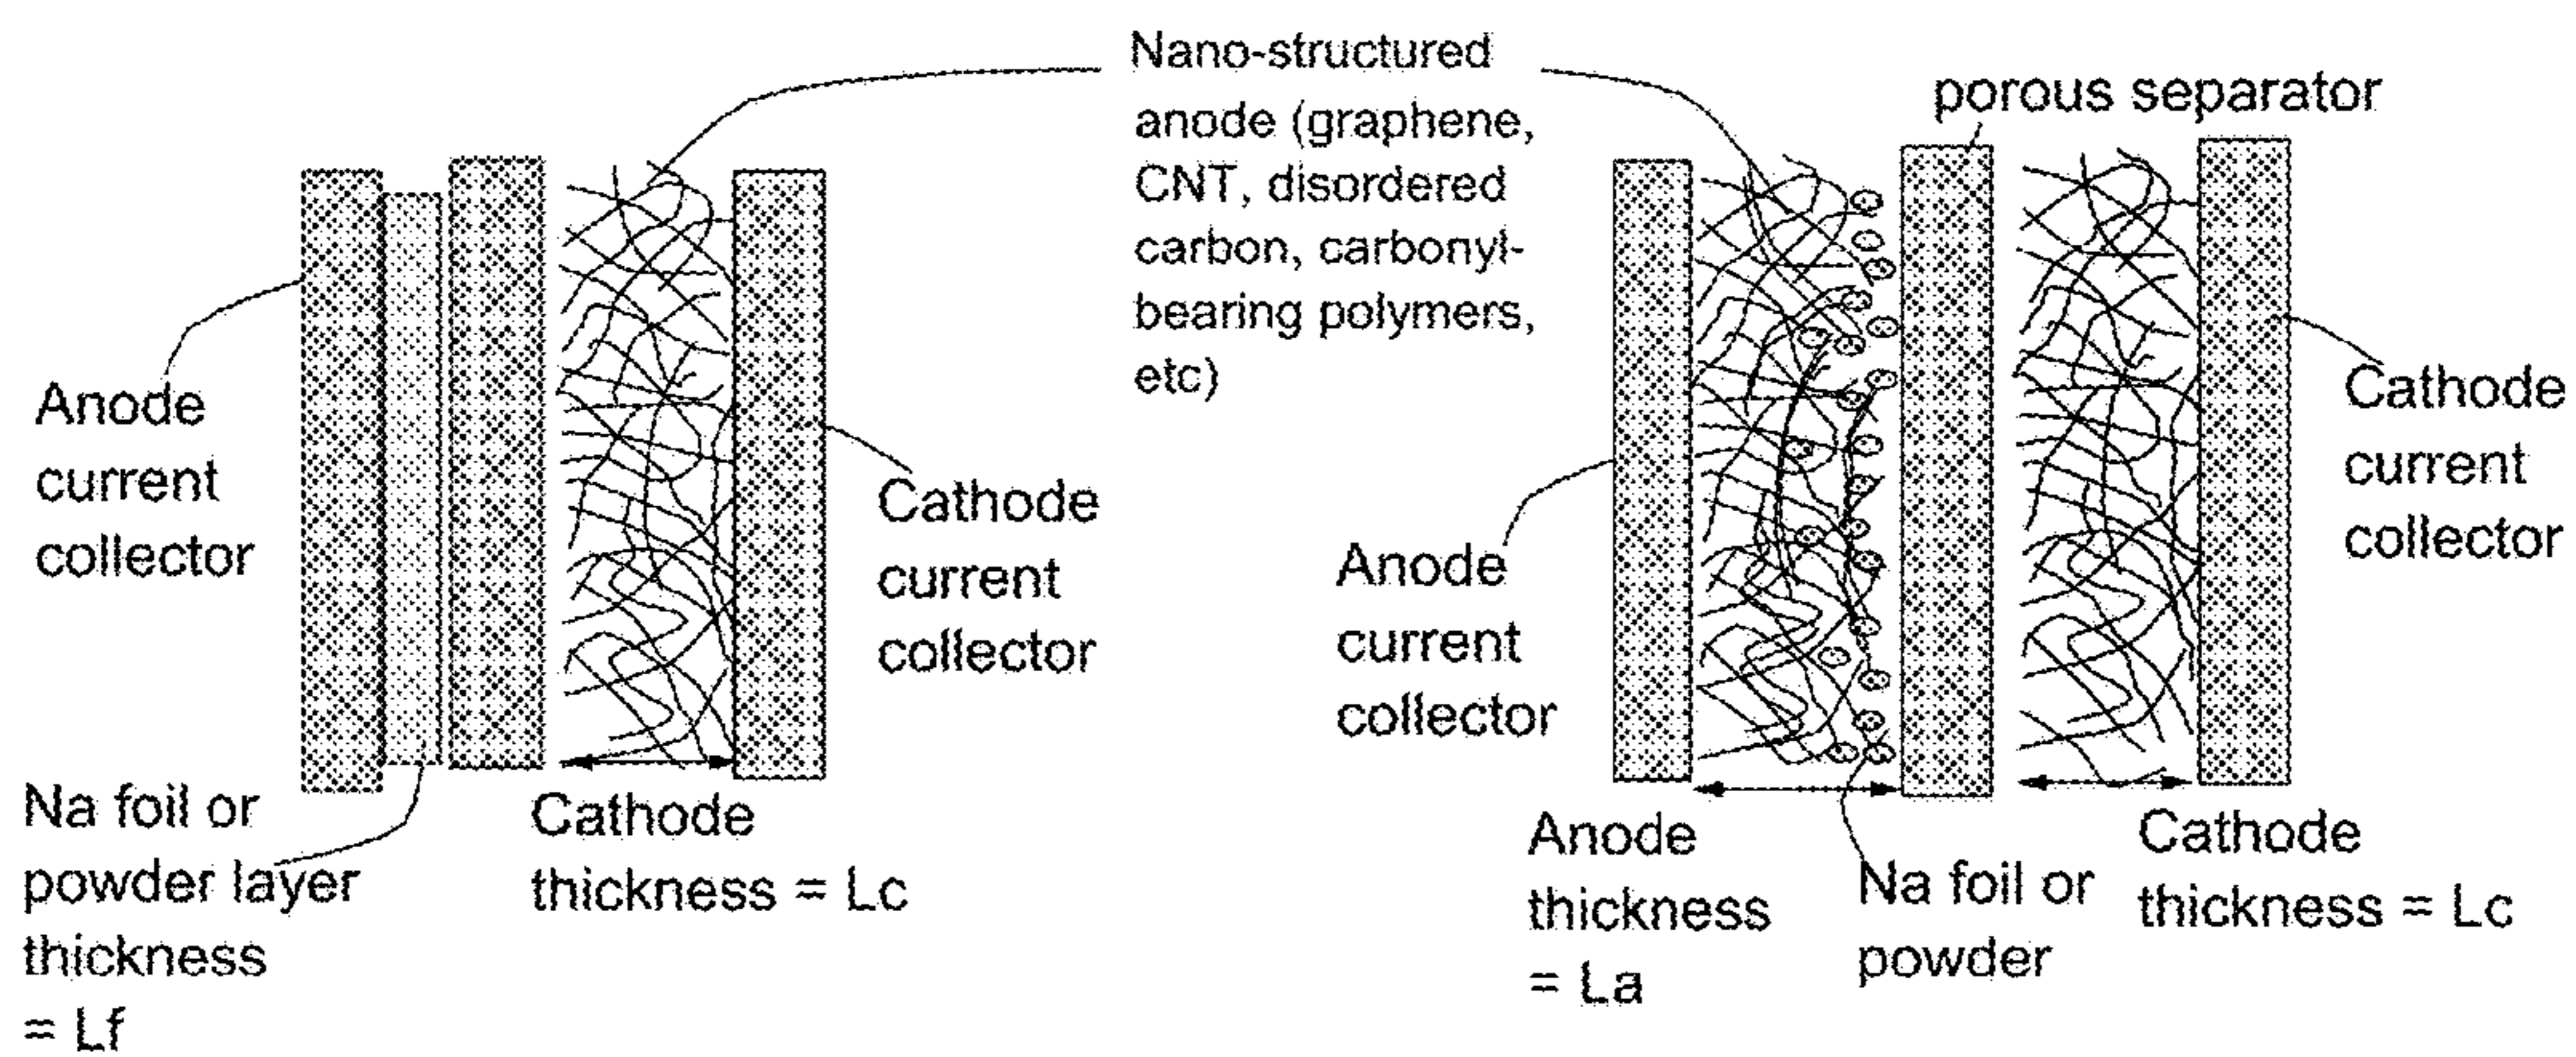 Nano-structured
anode (graphene,
CNT, disordered
carbon, carbonyl-
bearing polymers,
etc)
porous separator
Anode
current
collector
Cathode
current
collector
Na foil or
powder layer
thickness
= Lf
Cathode
thickness = Lc
Anode
current
collector
Cathode
current
collector
Anode
thickness
= La
Na foil or
powder
Cathode
thickness = Lc